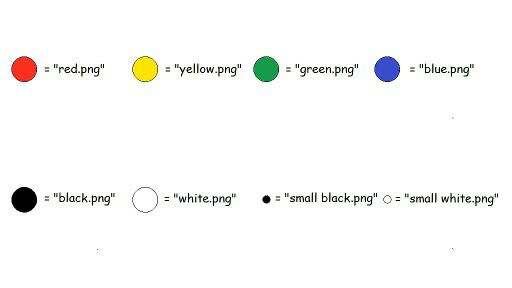 = "red.png" = "yellow.png" = "green.png" = "blue.png"
= "black.png" = "white.png" = "small black.png" = "small white.png"